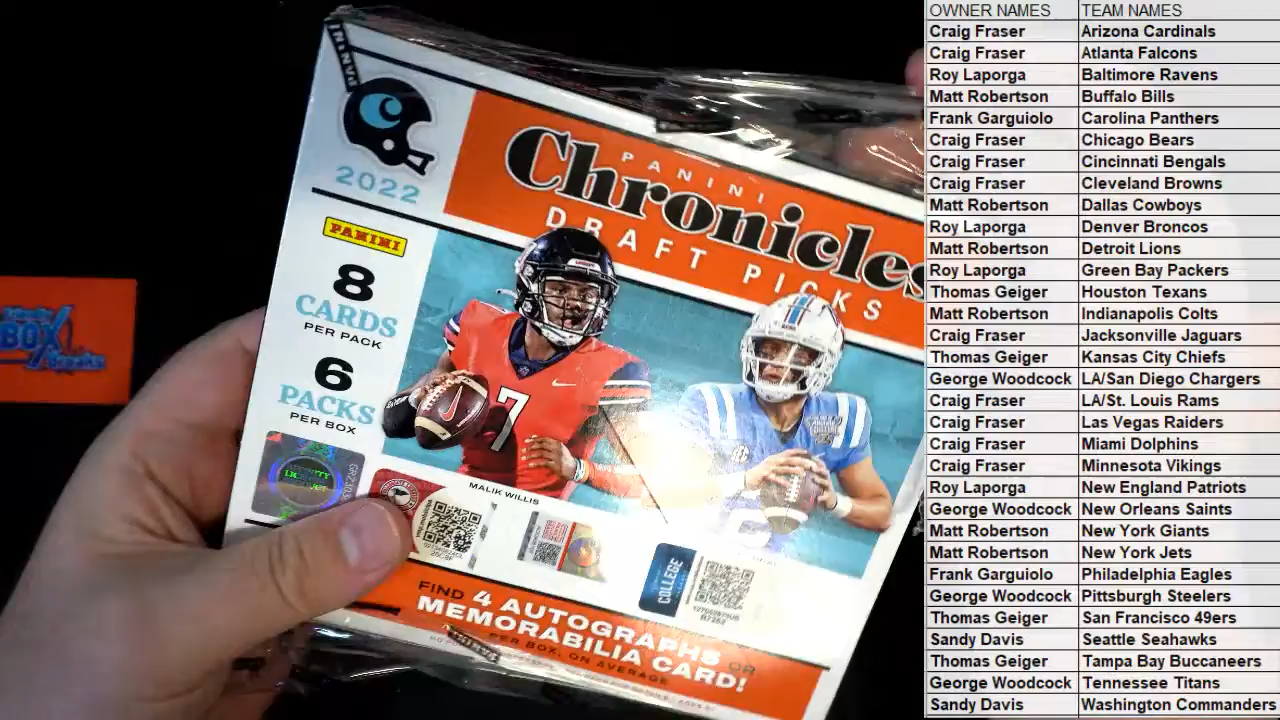 PANINI
2022
PANINI
Chronicles
DRAFT PICKS
PANINI
8
CARDS
PER PACK
6
PACKS
PER BOX
7
MALIK WILLIS
COLLEGE
FIND 4 AUTOGRAPHS OR
MEMORABILIA CARD!
PER BOX, ON AVERAGE
BOX
Breaks
OWNER NAMES TEAM NAMES
Craig Fraser Arizona Cardinals
Craig Fraser Atlanta Falcons
Roy Laporga Baltimore Ravens
Matt Robertson Buffalo Bills
Frank Garguiolo Carolina Panthers
Craig Fraser Chicago Bears
Craig Fraser Cincinnati Bengals
Craig Fraser Cleveland Browns
Matt Robertson Dallas Cowboys
Roy Laporga Denver Broncos
Matt Robertson Detroit Lions
Roy Laporga Green Bay Packers
Thomas Geiger Houston Texans
Matt Robertson Indianapolis Colts
Craig Fraser Jacksonville Jaguars
Thomas Geiger Kansas City Chiefs
George Woodcock LA/San Diego Chargers
Craig Fraser LA/St. Louis Rams
Craig Fraser Las Vegas Raiders
Craig Fraser Miami Dolphins
Craig Fraser Minnesota Vikings
Roy Laporga New England Patriots
George Woodcock New Orleans Saints
Matt Robertson New York Giants
Matt Robertson New York Jets
Frank Garguiolo Philadelphia Eagles
George Woodcock Pittsburgh Steelers
Thomas Geiger San Francisco 49ers
Sandy Davis Seattle Seahawks
Thomas Geiger Tampa Bay Buccaneers
George Woodcock Tennessee Titans
Sandy Davis Washington Commanders